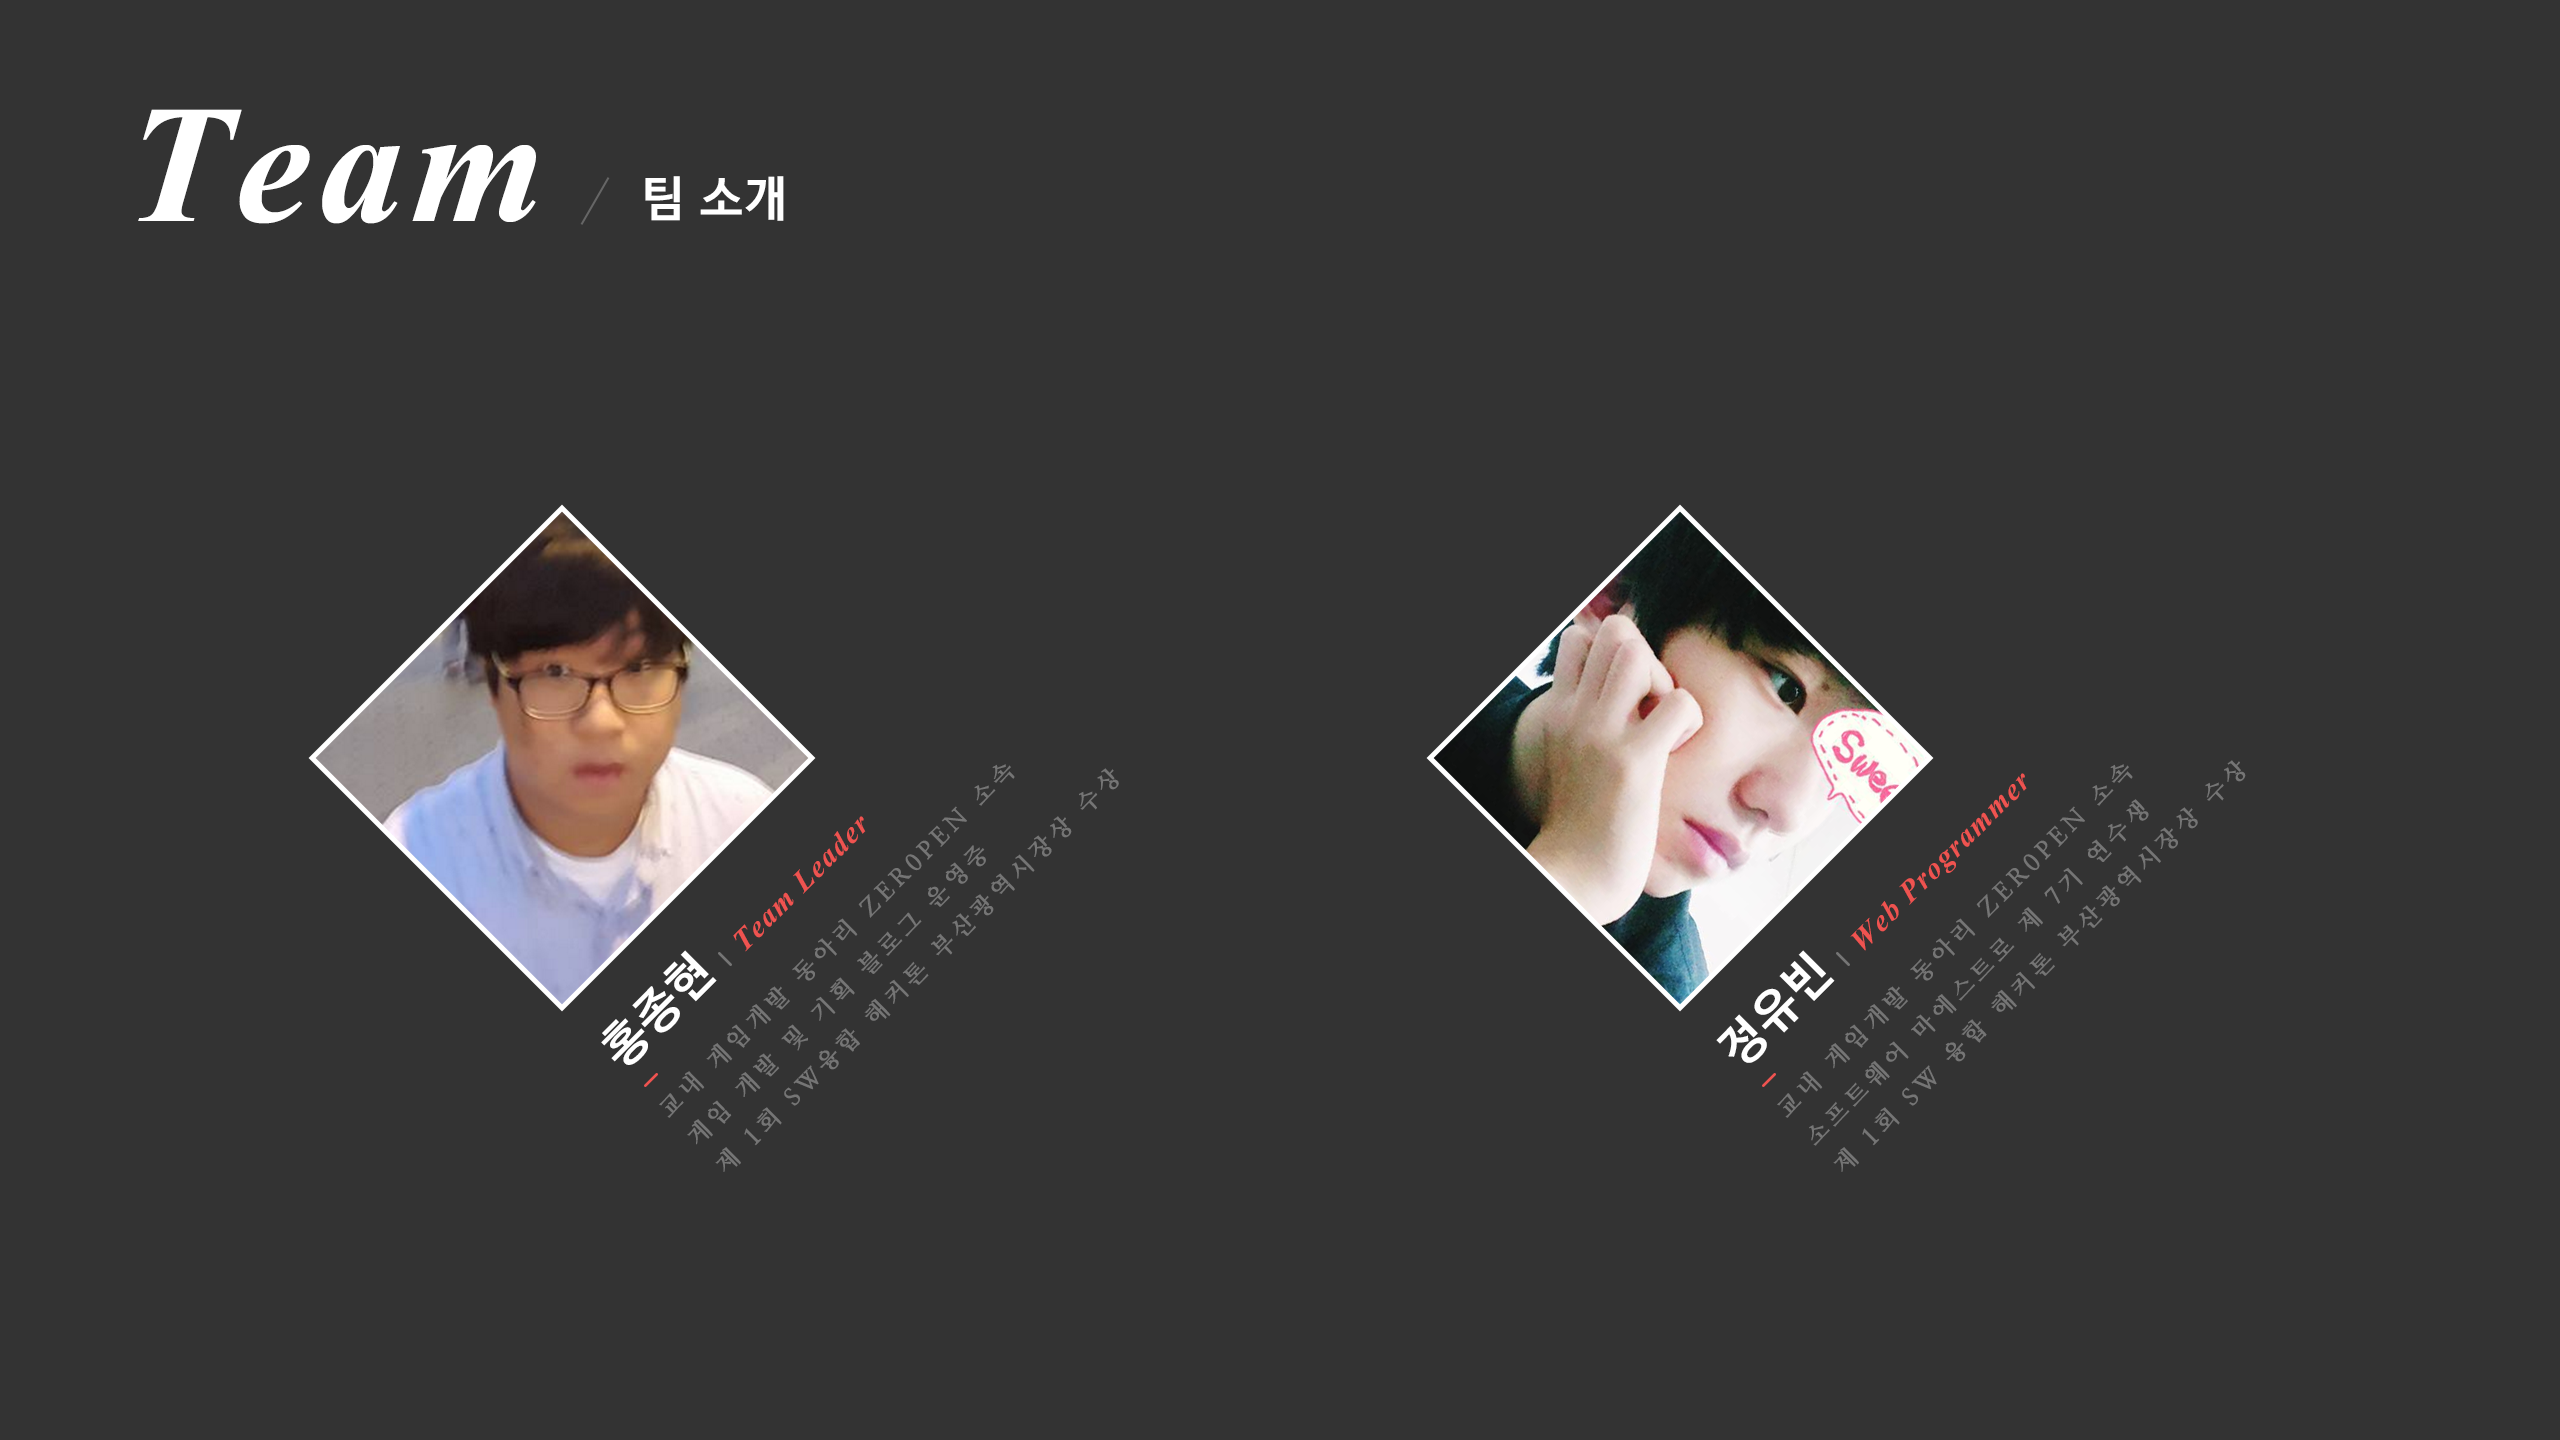 Team / 팀 소개
홍종현 | Team Leader
교내 게임개발 동아리 ZER0PEN 소속
게임 개발 및 기획 블로그 운영중
제 1회 SW융합 해커톤 부산광역시장상 수상
Swee
정유빈 | Web Programmer
교내 게임개발 동아리 ZER0PEN 소속
소프트웨어 마에스트로 제 7기 연수생
제 1회 SW 융합 해커톤 부산광역시장상 수상